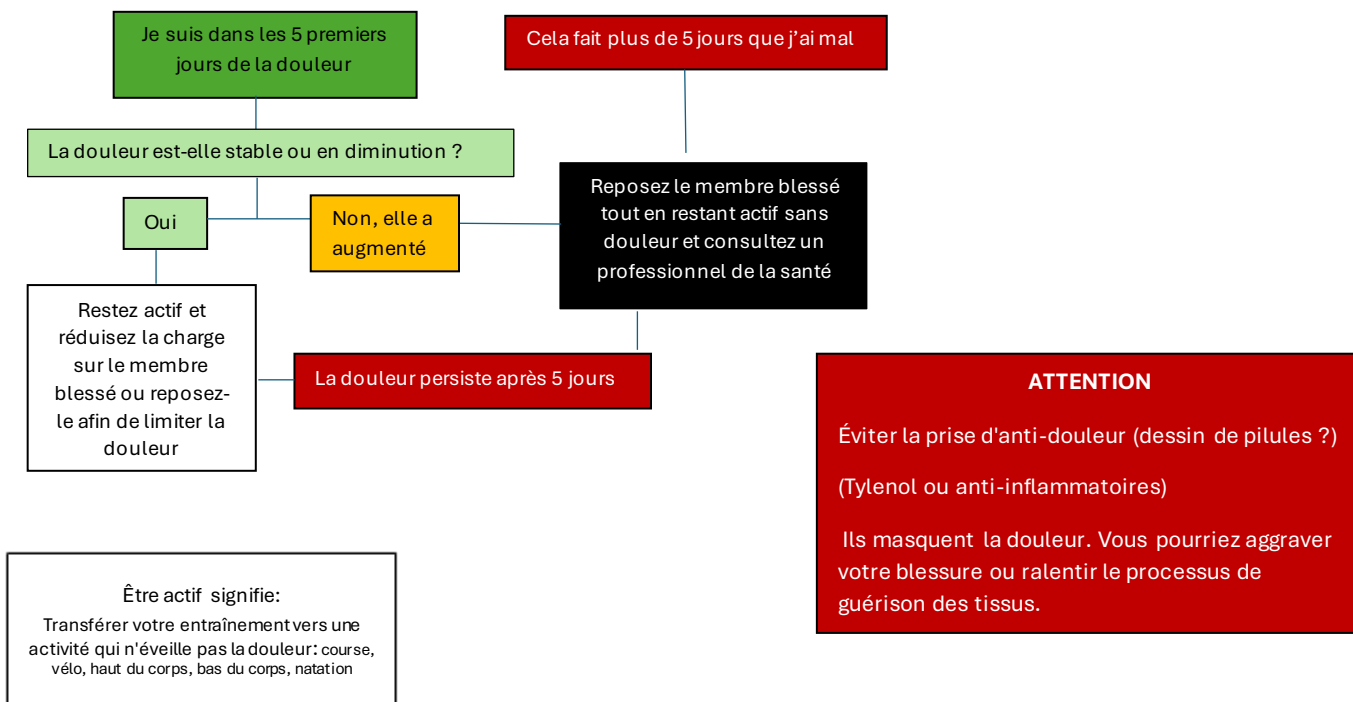 Je suis dans les 5 premiers
jours de la douleur
Cela fait plus de 5 jours que j'ai mal
La douleur est-elle stable ou en diminution ?
Oui
Non, elle a
augmenté
Reposez le membre blessé
tout en restant actif sans
douleur et consultez un
professionnel de la santé
Restez actif et
réduisez la charge
sur le membre
blessé ou reposez-
le afin de limiter la
douleur
La douleur persiste après 5 jours
ATTENTION
Éviter la prise d'anti-douleur (dessin de pilules ?)
(Tylenol ou anti-inflammatoires)
Ils masquent la douleur. Vous pourriez aggraver
votre blessure ou ralentir le processus de
guérison des tissus.
Être actif signifie:
Transférer votre entraînement vers une
activité qui n'éveille pas la douleur: course,
vélo, haut du corps, bas du corps, natation